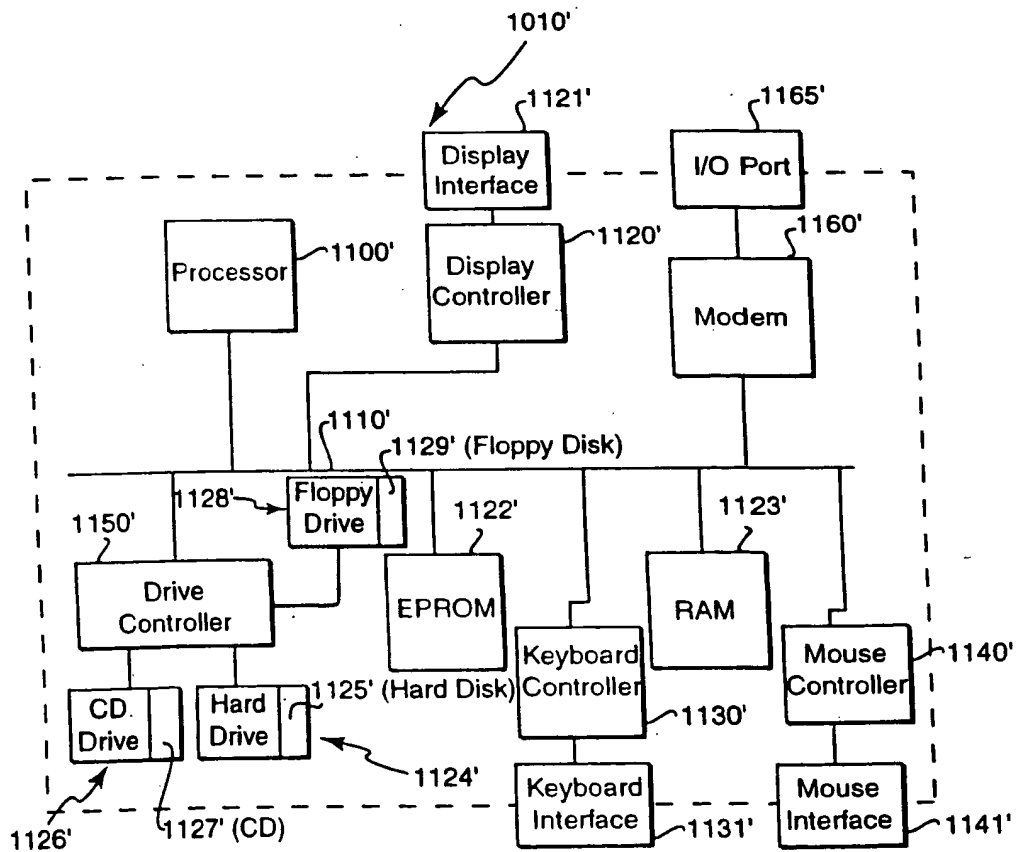 1010'
1121'
1165'
Display
Interface
I/O Port
1100'
1120'
1160'
Processor
Display
Controller
Modem
1110'
1129' (Floppy Disk)
1128'
Floppy
Drive
1150'
1122'
1123'
Drive
Controller
EPROM
RAM
Keyboard
Controller
Mouse
Controller
1140'
1125' (Hard Disk)
CD
Drive
Hard
Drive
1130'
1124'
1126'
1127' (CD)
Keyboard
Interface
1131'
Mouse
Interface
1141'